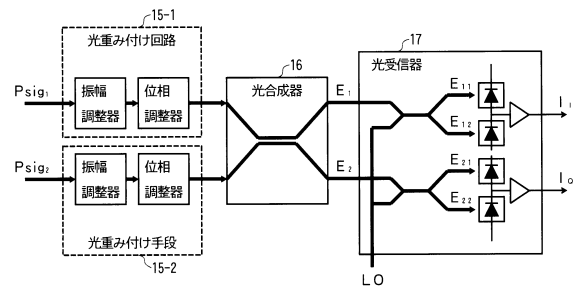 15-1
光重み付け回路
Psig1
振幅
調整器
位相
調整器
16
光合成器
E1
E2
17
光受信器
E11
E12
E21
E22
II
IQ
LO
Psig2
振幅
調整器
位相
調整器
光重み付け手段
15-2